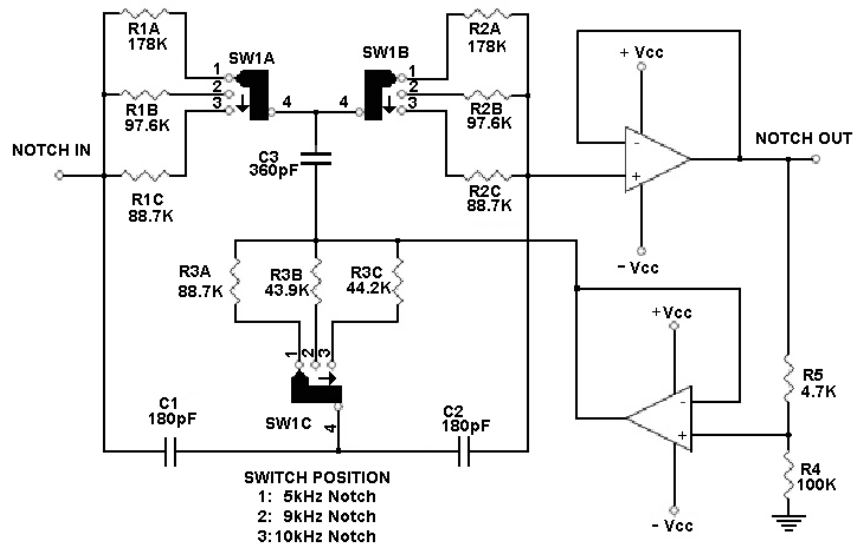 R1A
178K
SW1A
SW1B
R2A
178K
1
2
3
4
4
1
2
3
R1B
97.6K
R2B
97.6K
+ Vcc
-
+
- Vcc
NOTCH IN
NOTCH OUT
C3
360pF
R1C
88.7K
R2C
88.7K
R3A
88.7K
R3B
43.9K
R3C
44.2K
1
2
3
4
SW1C
+Vcc
-
+
- Vcc
R5
4.7K
R4
100K
C1
180pF
C2
180pF
SWITCH POSITION
1: 5kHz Notch
2: 9kHz Notch
3:10kHz Notch